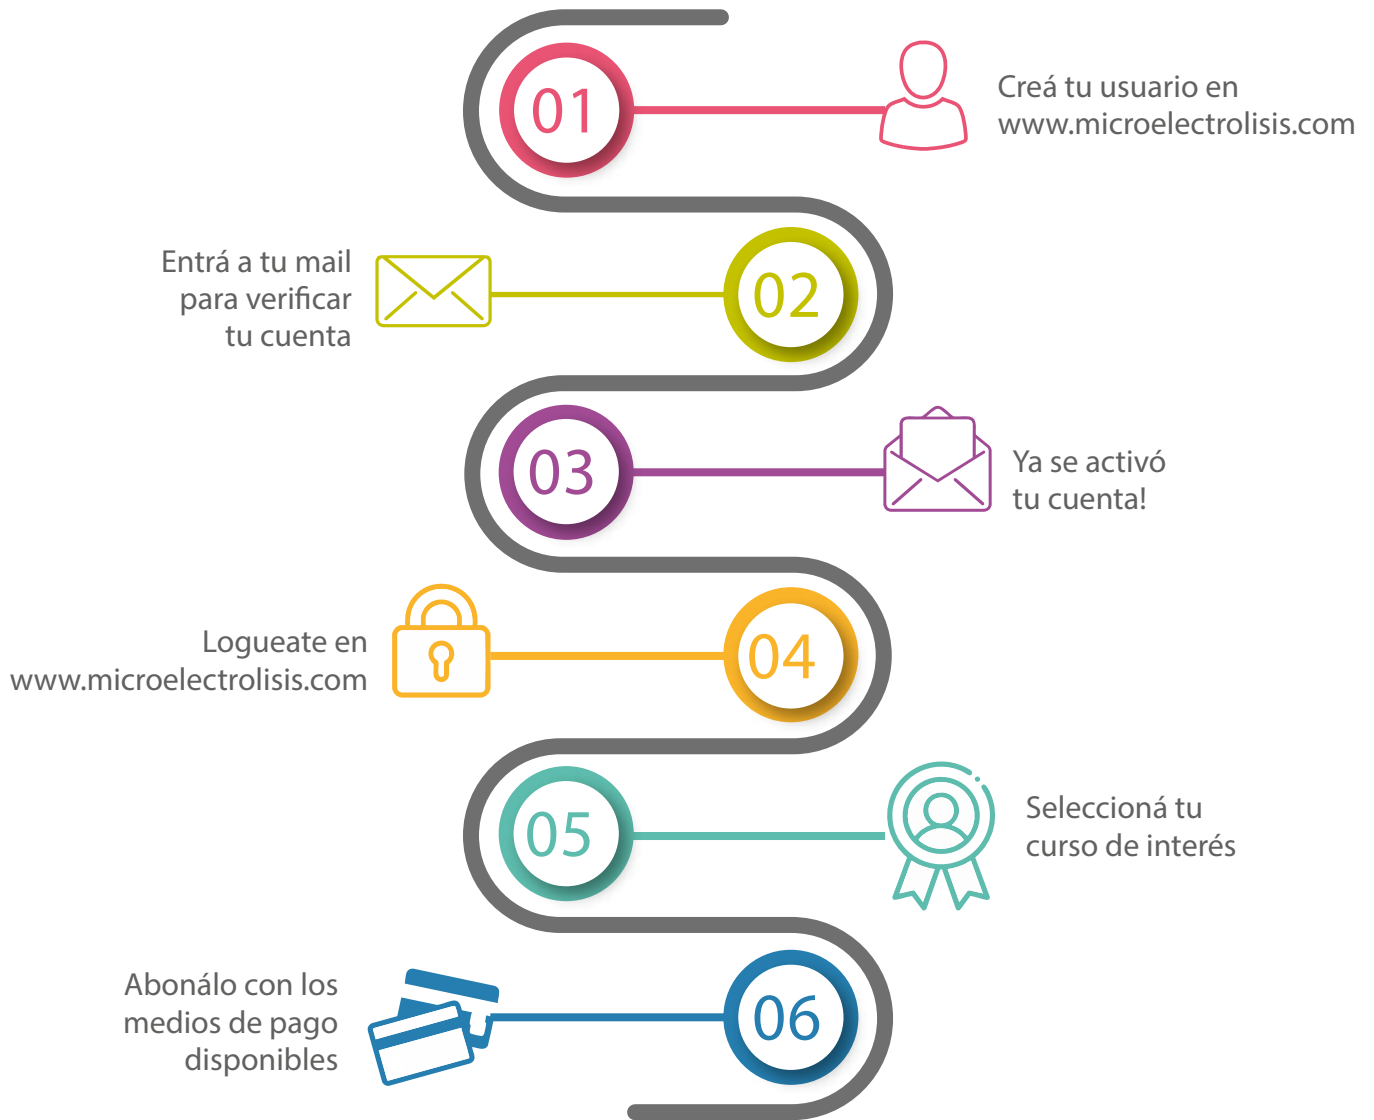 01
Creá tu usuario en
www.microelectrolisis.com
Entrá a tu mail
para verificar
tu cuenta
02
03
Ya se activó
tu cuenta!
Logueate en
www.microelectrolisis.com
04
05
Seleccioná tu
curso de interés
Abonálo con los
medios de pago
disponibles
06